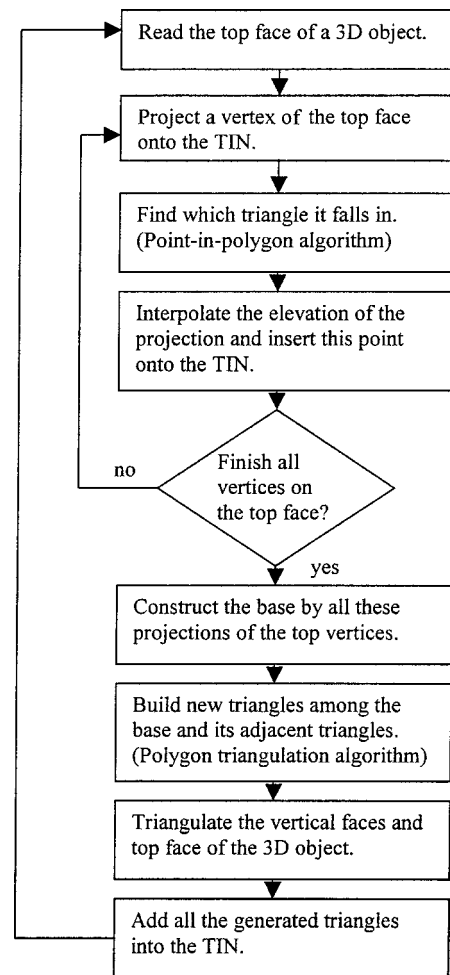 Read the top face of a 3D object.
Project a vertex of the top face
onto the TIN.
Find which triangle it falls in.
(Point-in-polygon algorithm)
Interpolate the elevation of the
projection and insert this point
onto the TIN.
no
Finish all
vertices on
the top face?
yes
Construct the base by all these
projections of the top vertices.
Build new triangles among the
base and its adjacent triangles.
(Polygon triangulation algorithm)
Triangulate the vertical faces and
top face of the 3D object.
Add all the generated triangles
into the TIN.